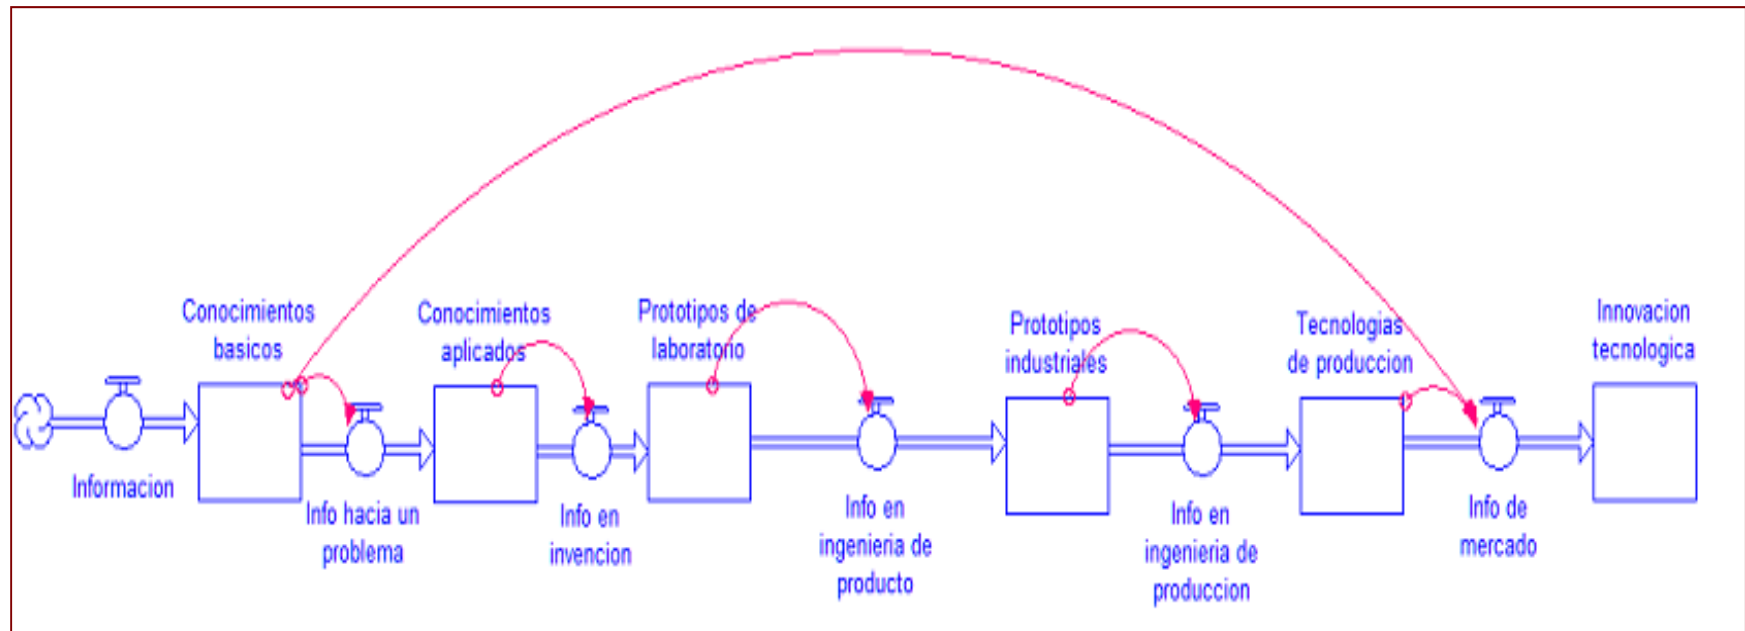 Conocimientos
basicos
Conocimientos
aplicados
Prototipos de
laboratorio
Prototipos
industriales
Tecnologias
de produccion
Innovacion
tecnologica
Informacion
Info hacia un
problema
Info en
invencion
Info en
ingenieria de
producto
Info en
ingenieria de
produccion
Info de
mercado